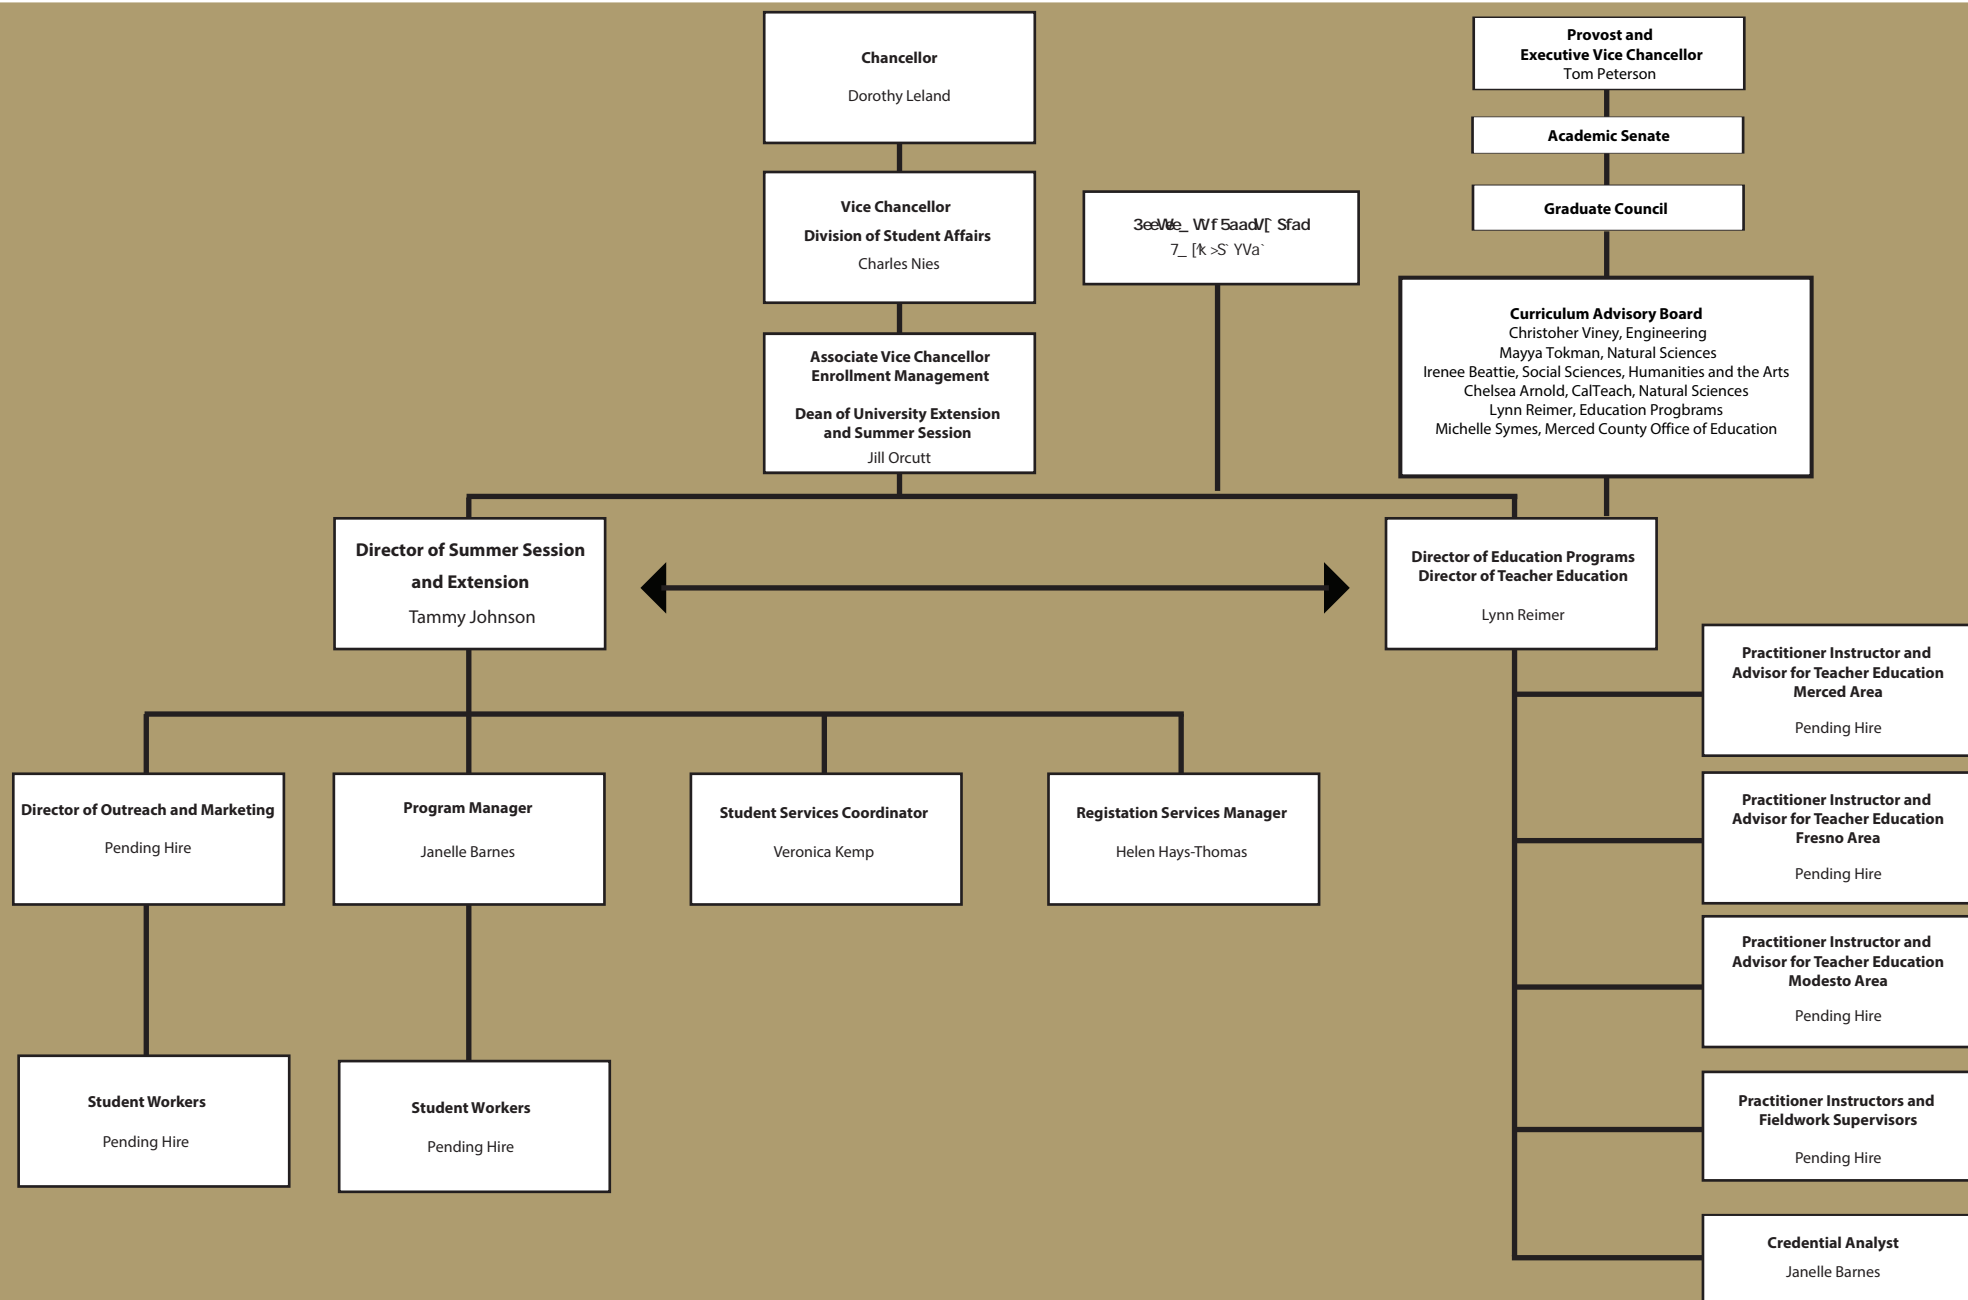 Chancellor
Dorothy Leland
Vice Chancellor
Division of Student Affairs
Charles Nies
Associate Vice Chancellor
Enrollment Management
Dean of University Extension
and Summer Session
Jill Orcutt
Provost and
Executive Vice Chancellor
Tom Peterson
Academic Senate
Graduate Council
Curriculum Advisory Board
Christoher Viney, Engineering
Mayya Tokman, Natural Sciences
Irenee Beattie, Social Sciences, Humanities and the Arts
Chelsea Arnold, CalTeach, Natural Sciences
Lynn Reimer, Education Progbrams
Michelle Symes, Merced County Office of Education
Director of Summer Session
and Extension
Tammy Johnson
Director of Education Programs
Director of Teacher Education
Lynn Reimer
Practitioner Instructor and
Advisor for Teacher Education
Merced Area
Pending Hire
Director of Outreach and Marketing
Pending Hire
Program Manager
Janelle Barnes
Student Services Coordinator
Veronica Kemp
Registation Services Manager
Helen Hays-Thomas
Practitioner Instructor and
Advisor for Teacher Education
Fresno Area
Pending Hire
Practitioner Instructor and
Advisor for Teacher Education
Modesto Area
Pending Hire
Student Workers
Pending Hire
Student Workers
Pending Hire
Practitioner Instructors and
Fieldwork Supervisors
Pending Hire
Credential Analyst
Janelle Barnes